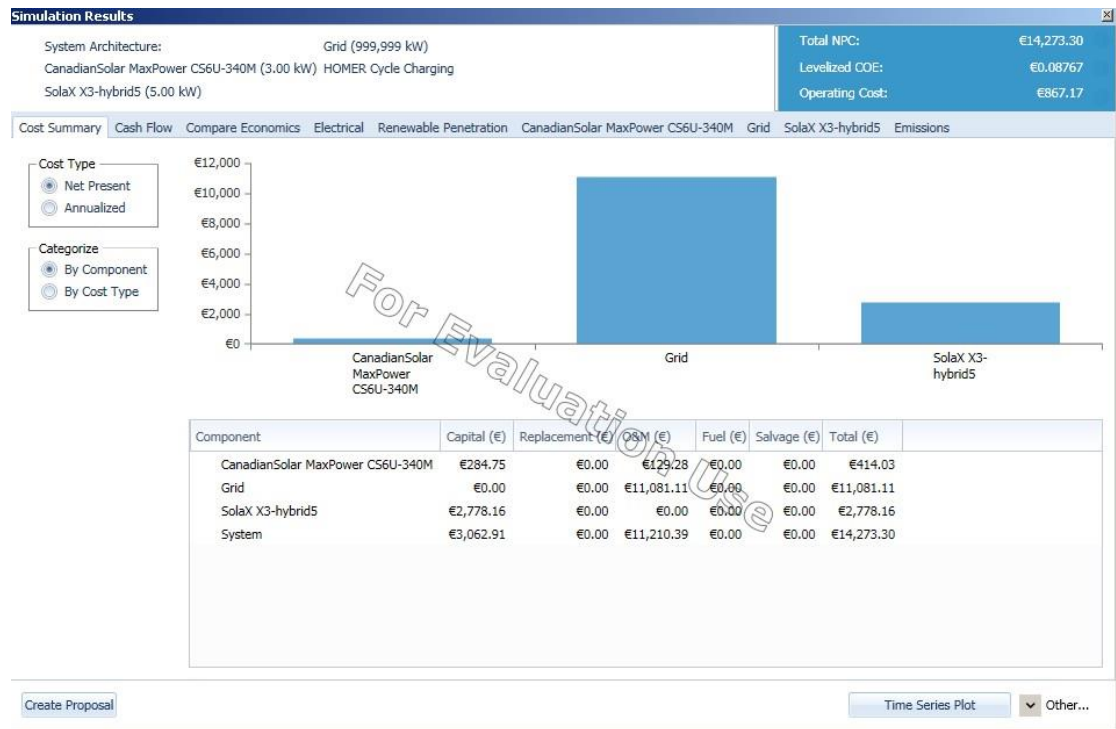 Simulation Results
System Architecture: Grid (999,999 kW)
CanadianSolar MaxPower CS6U-340M (3.00 kW) HOMER Cycle Charging
SolaX X3-hybrid5 (5.00 kW)
Total NPC: €14,273.30
Levelized COE: €0.08767
Operating Cost: €867.17
Cost Summary Cash Flow Compare Economics Electrical Renewable Penetration CanadianSolar MaxPower CS6U-340M Grid SolaX X3-hybrid5 Emissions
Cost Type
Net Present
Annualized
Categorize
By Component
By Cost Type
€12,000
€10,000
€8,000
€6,000
€4,000
€2,000
€0
CanadianSolar
MaxPower
CS6U-340M
Grid
SolaX X3-
hybrid5
For Evaluation Use
Component Capital (€) Replacement (€) O&M (€) Fuel (€) Salvage (€) Total (€)
CanadianSolar MaxPower CS6U-340M €284.75 €0.00 €129.28 €0.00 €0.00 €414.03
Grid €0.00 €0.00 €11,081.11 €0.00 €0.00 €11,081.11
SolaX X3-hybrid5 €2,778.16 €0.00 €0.00 €0.00 €0.00 €2,778.16
System €3,062.91 €0.00 €11,210.39 €0.00 €0.00 €14,273.30
Create Proposal
Time Series Plot
Other...